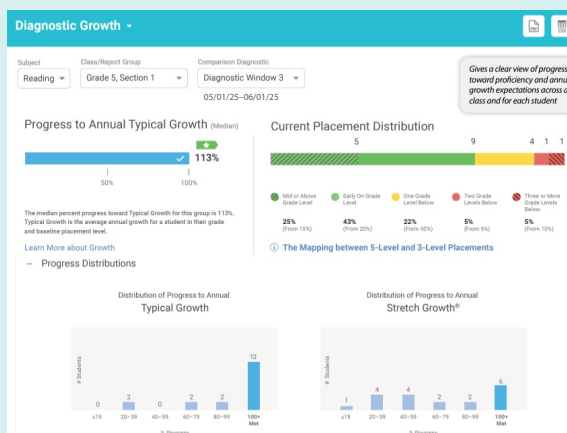 Diagnostic Growth
PDF
CSV
Subject
Class/Report Group
Comparison Diagnostic
Reading
Grade 5, Section 1
Diagnostic Window 3
05/01/25–06/01/25
Gives a clear view of progress
toward proficiency and annu
growth expectations across a
class and for each student
Progress to Annual Typical Growth (Median)
113%
50%
100%
The median percent progress toward Typical Growth for this group is 113%.
Typical Growth is the average annual growth for a student in their grade
and baseline placement level.
Learn More about Growth
Current Placement Distribution
5 9 4 1 1
Mid or Above
Grade Level
25%
(From 15%)
Early On Grade
Level
43%
(From 20%)
One Grade
Level Below
22%
(From 50%)
Two Grade
Levels Below
5%
(From 5%)
Three or More
Grade Levels
Below
5%
(From 10%)
The Mapping between 5-Level and 3-Level Placements
– Progress Distributions
Distribution of Progress to Annual
Typical Growth
# Students
0 2 0 2 2 13
≤19 20–39 40–59 60–79 80–99 100+
Met
% Progress
Distribution of Progress to Annual
Stretch Growth®
# Students
1 4 4 2 2 6
≤19 20–39 40–59 60–79 80–99 100+
Met
% Progress